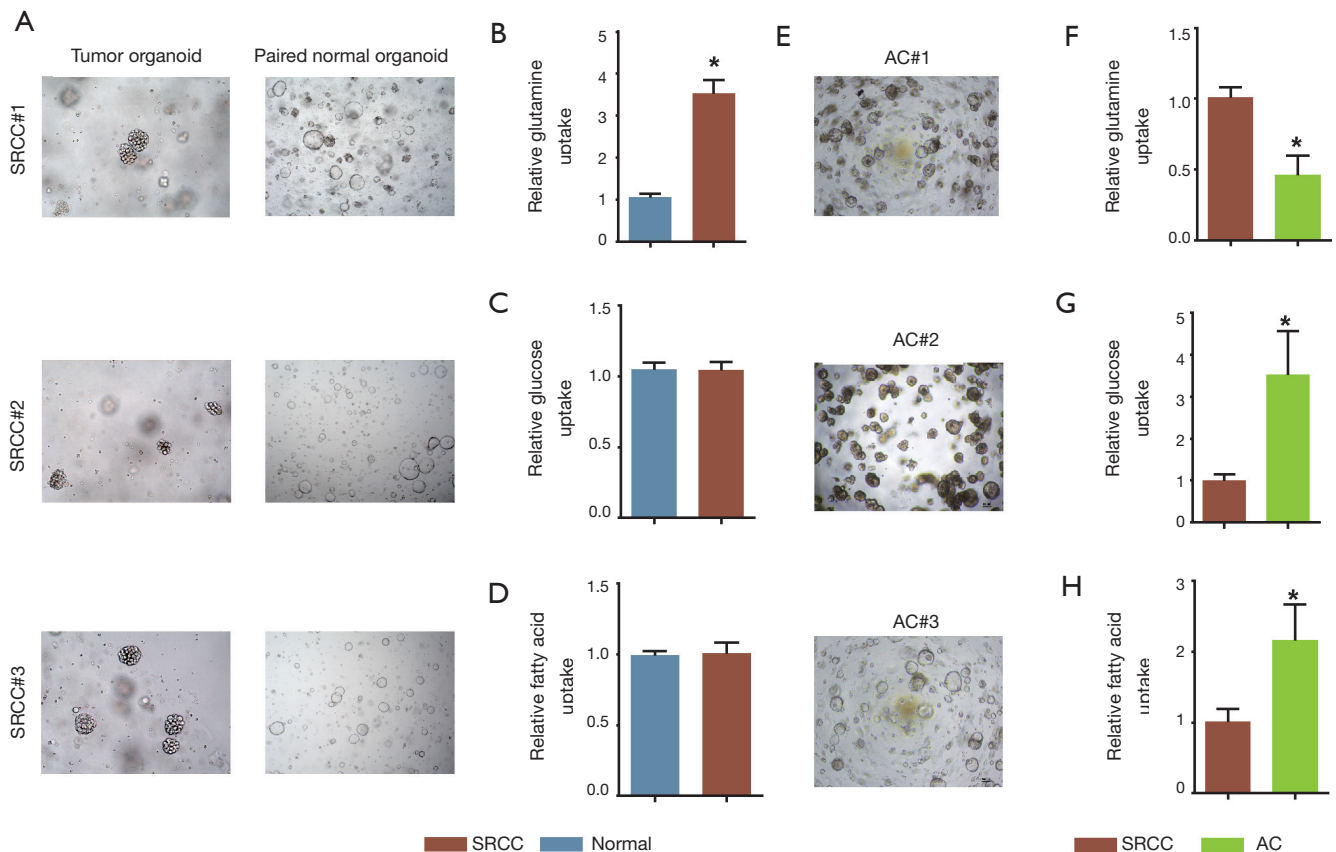 A
Tumor organoid
Paired normal organoid
SRCC#1
SRCC#2
SRCC#3
B
Relative glutamine
uptake
5
4
3
2
1
0
*
C
Relative glucose
uptake
1.5
1.0
0.5
0.0
D
Relative fatty acid
uptake
1.5
1.0
0.5
0.0
SRCC
Normal
E
AC#1
AC#2
AC#3
F
Relative glutamine
uptake
1.5
1.0
0.5
0.0
*
G
Relative glucose
uptake
5
4
3
2
1
0
*
H
Relative fatty acid
uptake
3
2
1
0
*
SRCC
AC